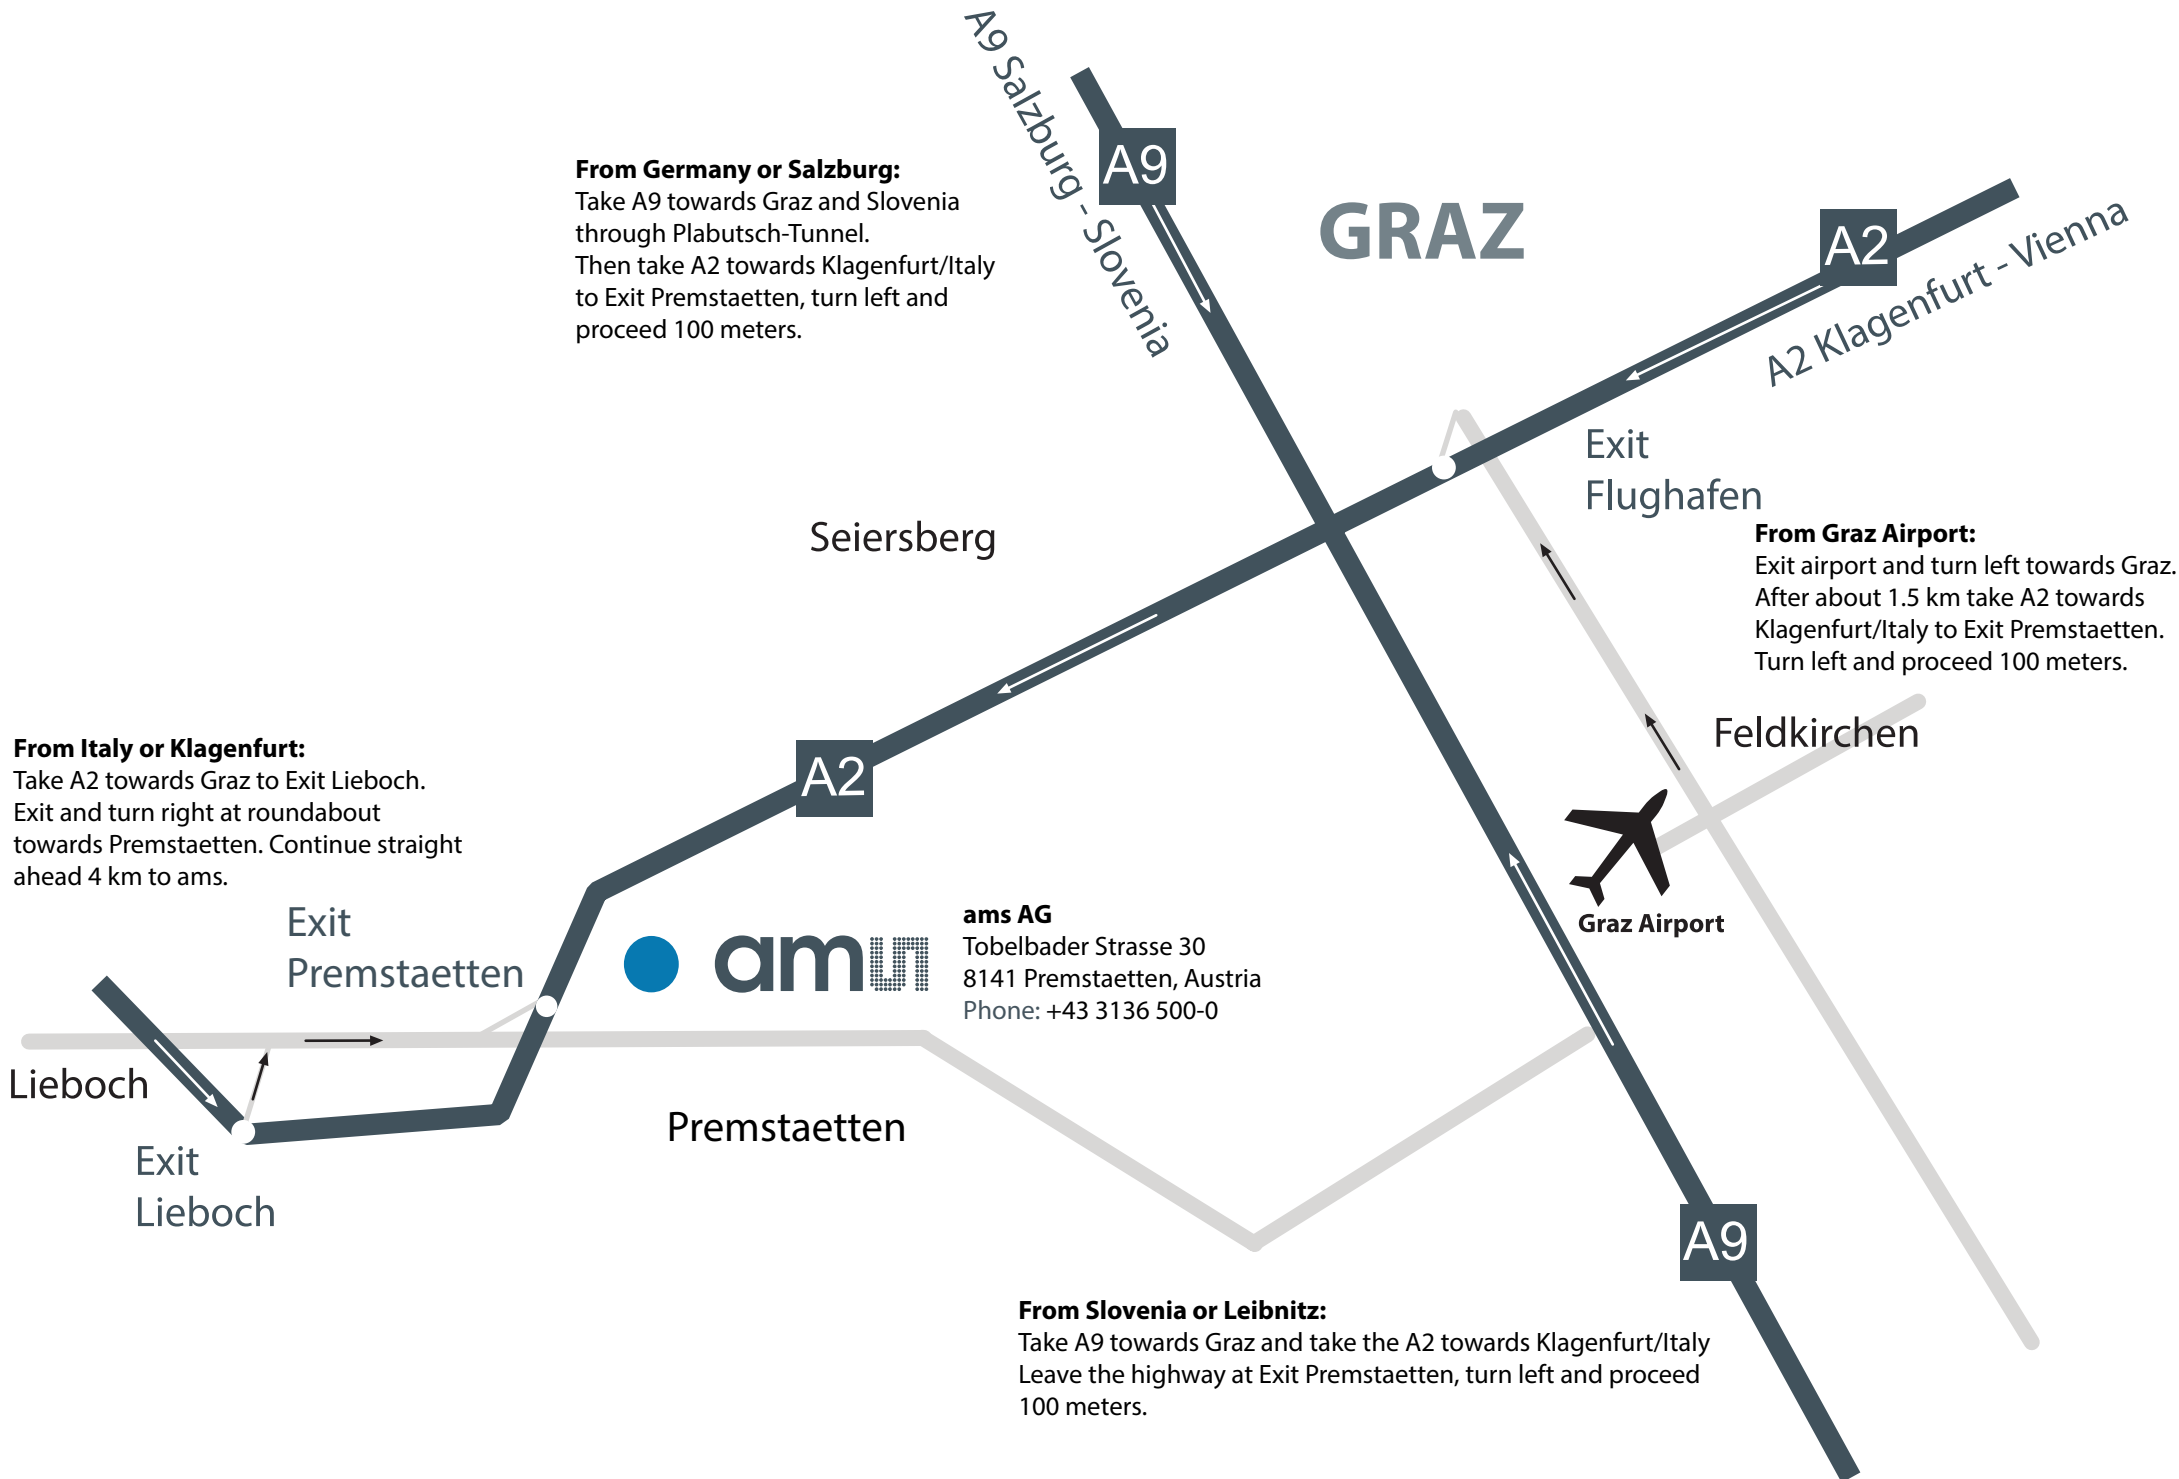 A9 Salzburg - Slovenia
A9
GRAZ
A2
A2 Klagenfurt - Vienna
From Germany or Salzburg:
Take A9 towards Graz and Slovenia
through Plabutsch-Tunnel.
Then take A2 towards Klagenfurt/Italy
to Exit Premstaetten, turn left and
proceed 100 meters.
Exit
Flughafen
Seiersberg
From Graz Airport:
Exit airport and turn left towards Graz.
After about 1.5 km take A2 towards
Klagenfurt/Italy to Exit Premstaetten.
Turn left and proceed 100 meters.
Feldkirchen
A2
From Italy or Klagenfurt:
Take A2 towards Graz to Exit Lieboch.
Exit and turn right at roundabout
towards Premstaetten. Continue straight
ahead 4 km to ams.
Graz Airport
Exit
Premstaetten
ams
ams AG
Tobelbader Strasse 30
8141 Premstaetten, Austria
Phone: +43 3136 500-0
Lieboch
Premstaetten
Exit
Lieboch
A9
From Slovenia or Leibnitz:
Take A9 towards Graz and take the A2 towards Klagenfurt/Italy
Leave the highway at Exit Premstaetten, turn left and proceed
100 meters.